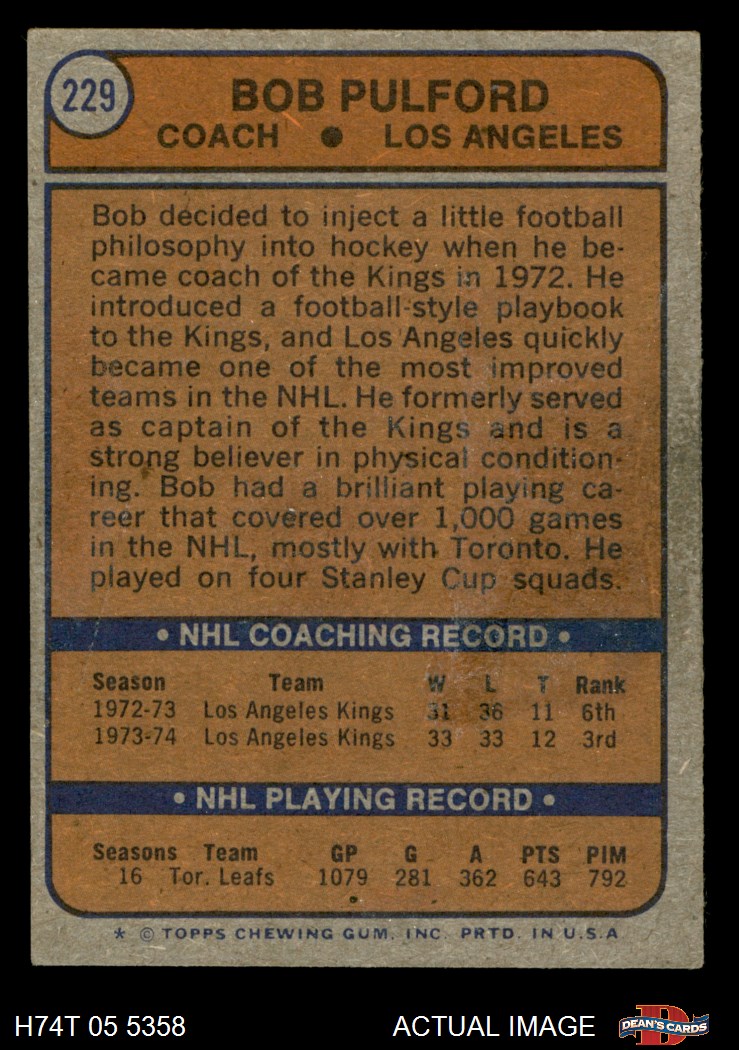 229
BOB PULFORD
COACH • LOS ANGELES
Bob decided to inject a little football
philosophy into hockey when he be-
came coach of the Kings in 1972. He
introduced a football-style playbook
to the Kings, and Los Angeles quickly
became one of the most improved
teams in the NHL. He formerly served
as captain of the Kings and is a
strong believer in physical condition-
ing. Bob had a brilliant playing ca-
reer that covered over 1,000 games
in the NHL, mostly with Toronto. He
played on four Stanley Cup squads.
• NHL COACHING RECORD •
Season Team W L T Rank
1972-73 Los Angeles Kings 31 36 11 6th
1973-74 Los Angeles Kings 33 33 12 3rd
• NHL PLAYING RECORD •
Seasons Team GP G A PTS PIM
16 Tor. Leafs 1079 281 362 643 792
* © TOPPS CHEWING GUM, INC. PRTD. IN U.S.A
H74T 05 5358 ACTUAL IMAGE DEAN'S CARDS